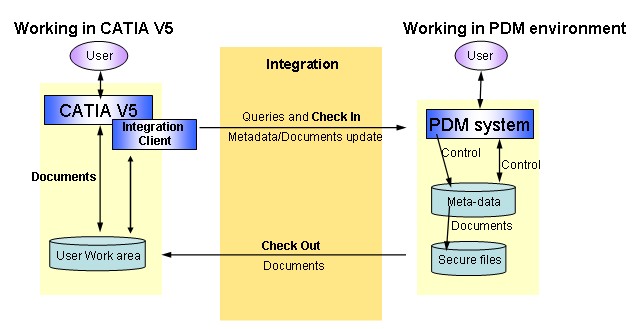 Working in CATIA V5
Working in PDM environment
User
User
Integration
CATIA V5
Integration
Client
Queries and Check In
Metadata/Documents update
PDM system
Control
Control
Documents
Meta-data
Documents
Check Out
Documents
User Work area
Secure files